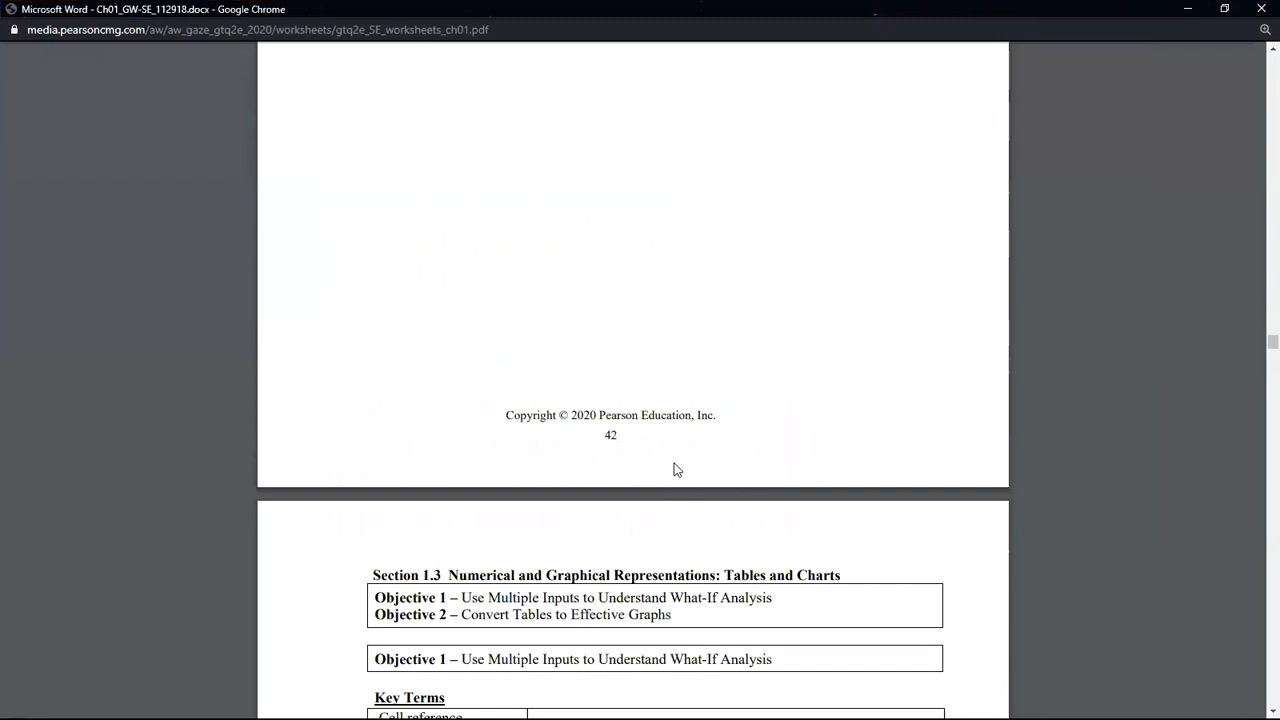 Microsoft Word - Ch01_GW-SE_112918.docx - Google Chrome
media.pearsoncmg.com/aw/aw_gaze_gtq2e_2020/worksheets/gtq2e_SE_worksheets_ch01.pdf
Copyright © 2020 Pearson Education, Inc.
42
Section 1.3 Numerical and Graphical Representations: Tables and Charts
Objective 1 – Use Multiple Inputs to Understand What-If Analysis
Objective 2 – Convert Tables to Effective Graphs
Objective 1 – Use Multiple Inputs to Understand What-If Analysis
Key Terms
Cell reference